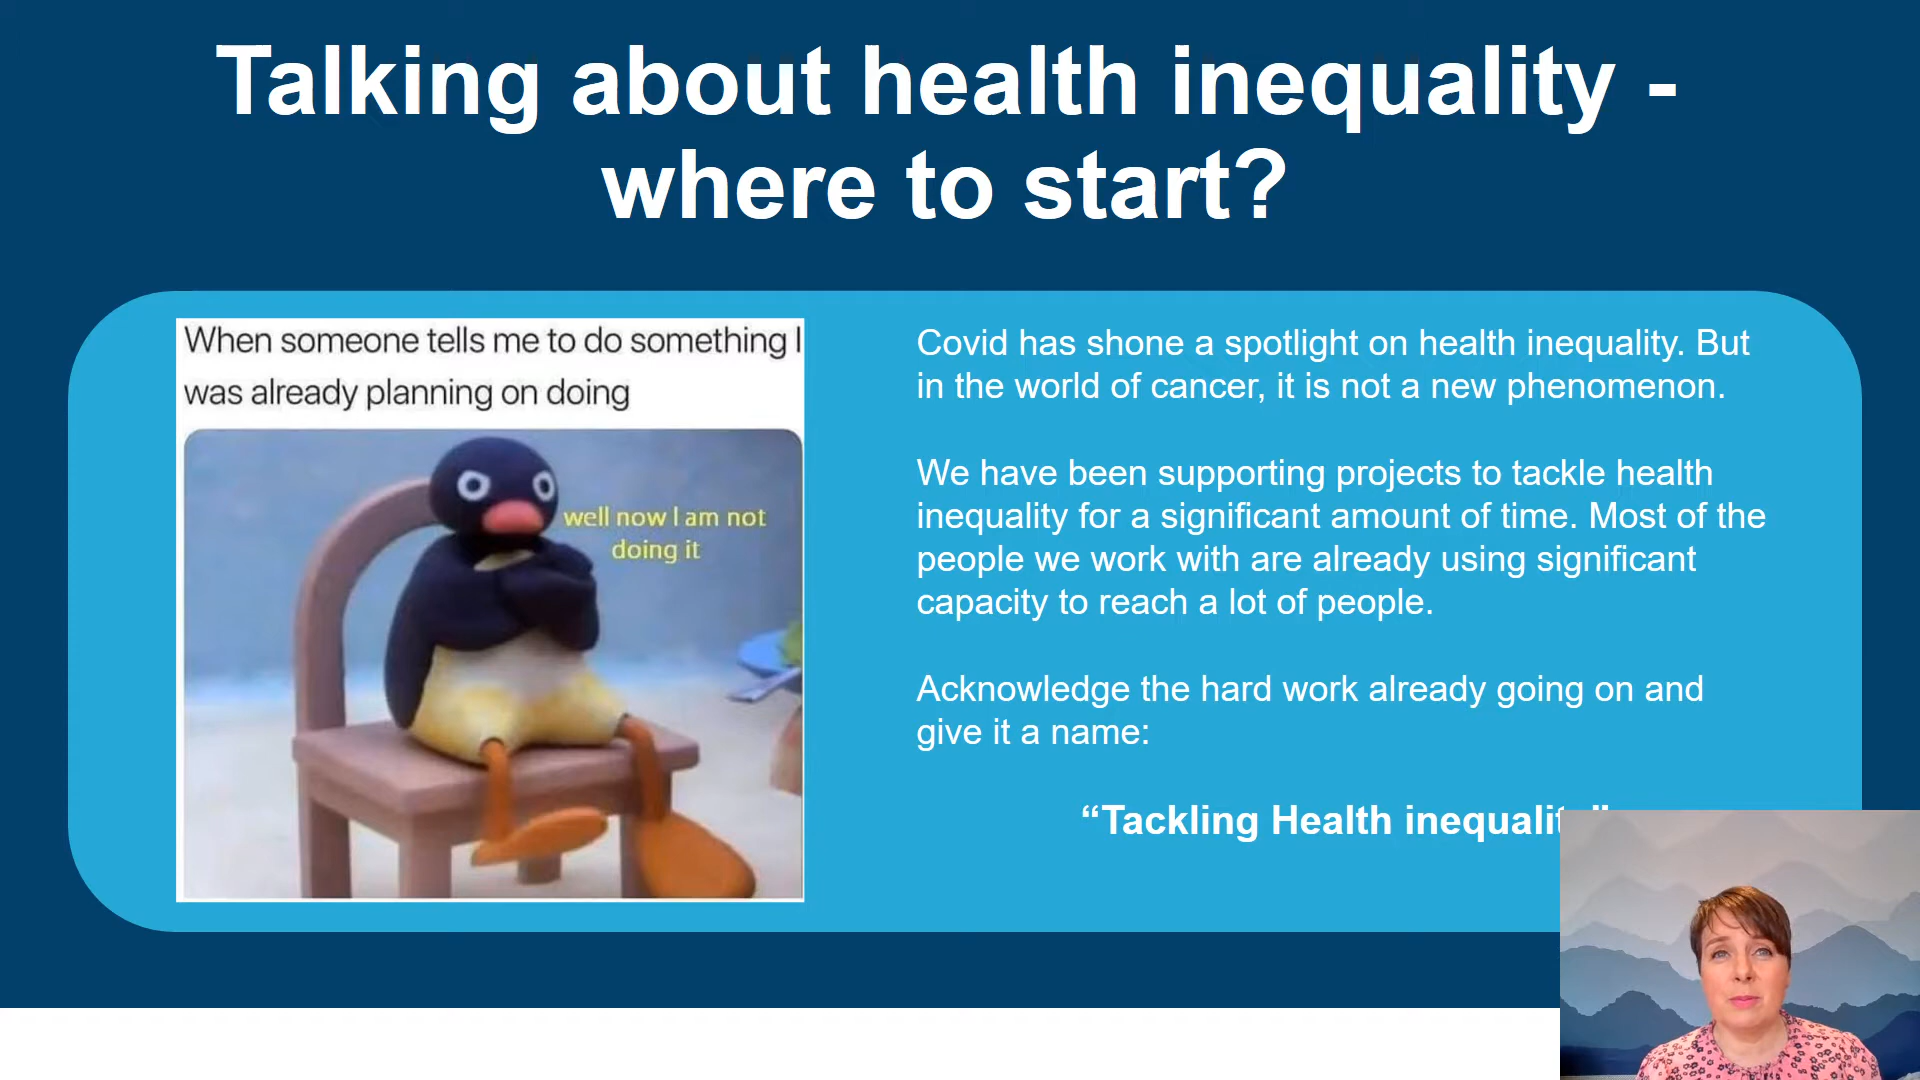 Talking about health inequality -
where to start?
When someone tells me to do something I
was already planning on doing
well now I am not
doing it
Covid has shone a spotlight on health inequality. But
in the world of cancer, it is not a new phenomenon.
We have been supporting projects to tackle health
inequality for a significant amount of time. Most of the
people we work with are already using significant
capacity to reach a lot of people.
Acknowledge the hard work already going on and
give it a name:
“Tackling Health